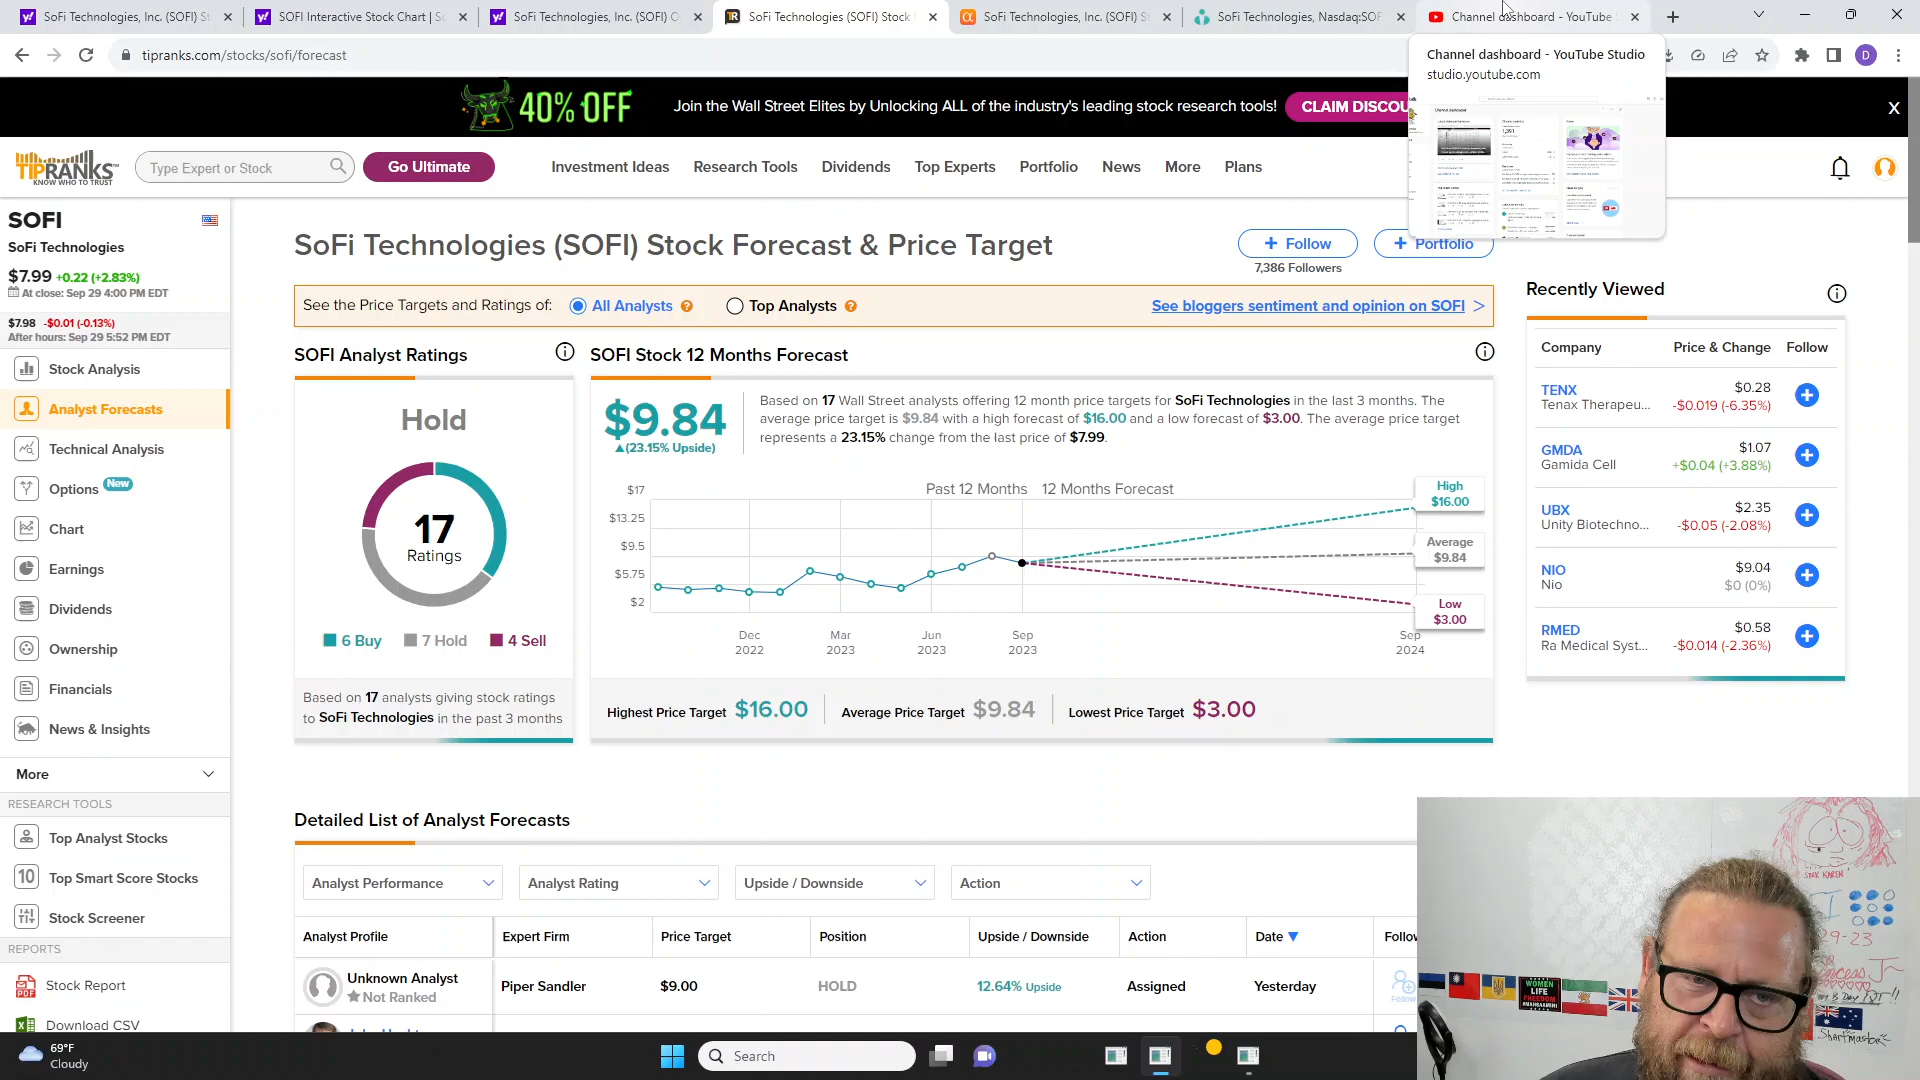 SoFi Technologies, Inc. (SOFI) St
SOFI Interactive Stock Chart | Sc
SoFi Technologies, Inc. (SOFI) O
SoFi Technologies (SOFI) Stock
SoFi Technologies, Inc. (SOFI) St
SoFi Technologies, Nasdaq:SOF
Channel dashboard - YouTube
tipranks.com/stocks/sofi/forecast
D
Channel dashboard - YouTube Studio
studio.youtube.com
40% OFF
Join the Wall Street Elites by Unlocking ALL of the industry's leading stock research tools!
CLAIM DISCOU
X
TIPRANKS
KNOW WHO TO TRUST
Type Expert or Stock
Go Ultimate
Investment Ideas
Research Tools
Dividends
Top Experts
Portfolio
News
More
Plans
SOFI
SoFi Technologies
$7.99 +0.22 (+2.83%)
At close: Sep 29 4:00 PM EDT
$7.98 -$0.01 (-0.13%)
After hours: Sep 29 5:52 PM EDT
Stock Analysis
Analyst Forecasts
Technical Analysis
Options New
Chart
Earnings
Dividends
Ownership
Financials
News & Insights
More
RESEARCH TOOLS
Top Analyst Stocks
10 Top Smart Score Stocks
Stock Screener
REPORTS
Stock Report
Download CSV
SoFi Technologies (SOFI) Stock Forecast & Price Target
+ Follow
7,386 Followers
+ Portfolio
See the Price Targets and Ratings of:
All Analysts ?
Top Analysts ?
See bloggers sentiment and opinion on SOFI >
SOFI Analyst Ratings
Hold
17
Ratings
6 Buy
7 Hold
4 Sell
Based on 17 analysts giving stock ratings
to SoFi Technologies in the past 3 months
SOFI Stock 12 Months Forecast
$9.84
▲(23.15% Upside)
Based on 17 Wall Street analysts offering 12 month price targets for SoFi Technologies in the last 3 months. The
average price target is $9.84 with a high forecast of $16.00 and a low forecast of $3.00. The average price target
represents a 23.15% change from the last price of $7.99.
Past 12 Months
12 Months Forecast
$17
$13.25
$9.5
$5.75
$2
High
$16.00
Average
$9.84
Low
$3.00
Dec
2022
Mar
2023
Jun
2023
Sep
2023
Sep
2024
Highest Price Target $16.00
Average Price Target $9.84
Lowest Price Target $3.00
Recently Viewed
Company
Price & Change
Follow
TENX
Tenax Therapeu...
$0.28
-$0.019 (-6.35%)
GMDA
Gamida Cell
$1.07
+$0.04 (+3.88%)
UBX
Unity Biotechno...
$2.35
-$0.05 (-2.08%)
NIO
Nio
$9.04
$0 (0%)
RMED
Ra Medical Syst...
$0.58
-$0.014 (-2.36%)
Detailed List of Analyst Forecasts
Analyst Performance
Analyst Rating
Upside / Downside
Action
Analyst Profile
Expert Firm
Price Target
Position
Upside / Downside
Action
Date ▼
Follow
Unknown Analyst
Not Ranked
Piper Sandler
$9.00
HOLD
12.64% Upside
Assigned
Yesterday
Follow
WOMEN
LIFE
FREEDOM
#MAHSAAMINI
69°F
Cloudy
Search